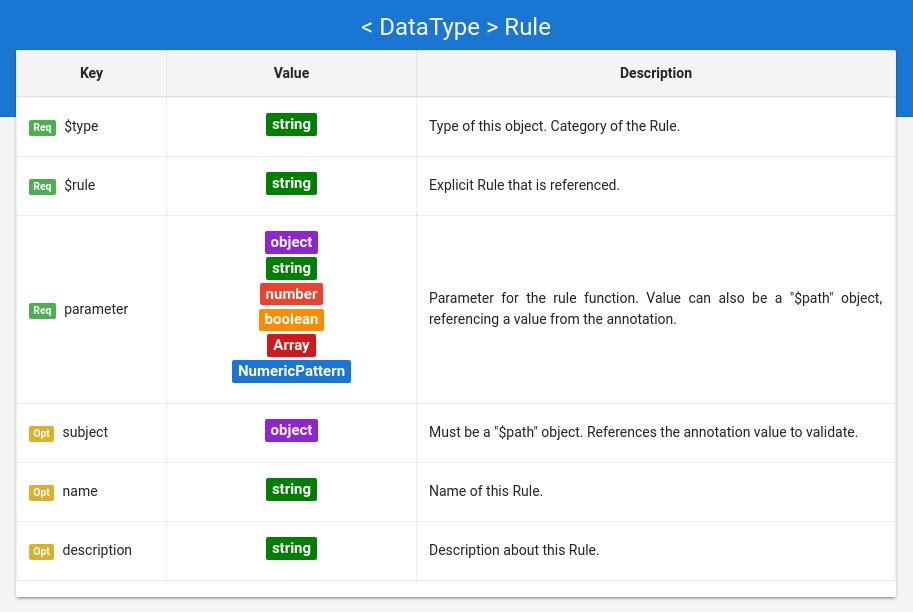 < DataType > Rule
Key Value Description
Req $type string Type of this object. Category of the Rule.
Req $rule string Explicit Rule that is referenced.
Req parameter
object
string
number
boolean
Array
NumericPattern
Parameter for the rule function. Value can also be a "$path" object,
referencing a value from the annotation.
Opt subject object Must be a "$path" object. References the annotation value to validate.
Opt name string Name of this Rule.
Opt description string Description about this Rule.